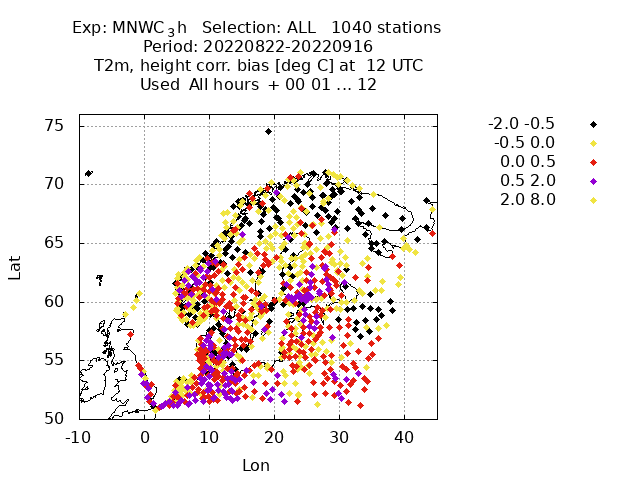 Exp: MNWC_3h   Selection: ALL   1040 stations
Period: 20220822-20220916
T2m, height corr. bias [deg C] at  12 UTC
Used  All hours  + 00 01 ... 12
-2.0 -0.5
-0.5 0.0
0.0 0.5
0.5 2.0
2.0 8.0
75
70
65
60
55
50
Lat
-10 0 10 20 30 40
Lon